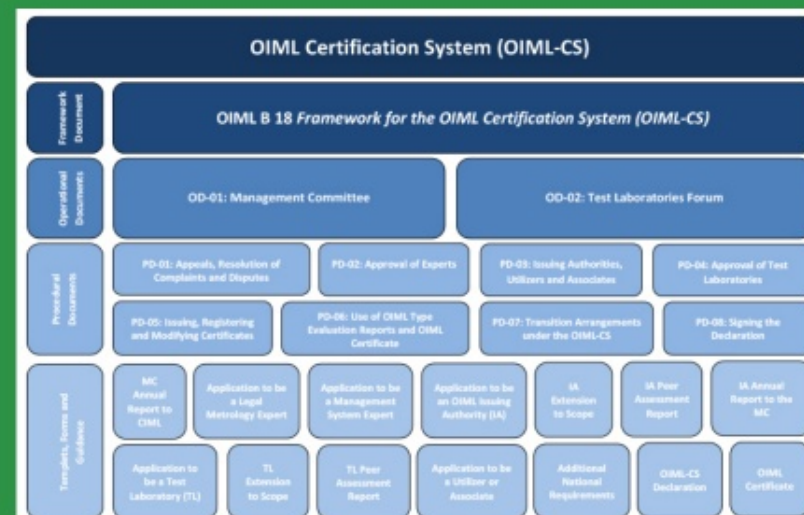 OIML Certification System (OIML-CS)
Framework
Document
OIML B 18 Framework for the OIML Certification System (OIML-CS)
Operational
Documents
OD-01: Management Committee
OD-02: Test Laboratories Forum
Procedural
Documents
PD-01: Appeals, Resolution of
Complaints and Disputes
PD-02: Approval of Experts
PD-03: Issuing Authorities,
Utilizers and Associates
PD-04: Approval of Test
Laboratories
PD-05: Issuing, Registering
and Modifying Certificates
PD-06: Use of OIML Type
Evaluation Reports and OIML
Certificate
PD-07: Transition Arrangements
under the OIML-CS
PD-08: Signing the
Declaration
Templets, Forms and
Guidance
MC
Annual
Report to
CIML
Application to be
a Legal
Metrology Expert
Application to be
a Management
System Expert
Application to be
an OIML Issuing
Authority (IA)
IA
Extension
to Scope
IA Peer
Assessment
Report
IA Annual
Report to the
MC
Application to
be a Test
Laboratory (TL)
TL
Extension
to Scope
TL Peer
Assessment
Report
Application to be
a Utilizer or
Associate
Additional
National
Requirements
OIML-CS
Declaration
OIML
Certificate